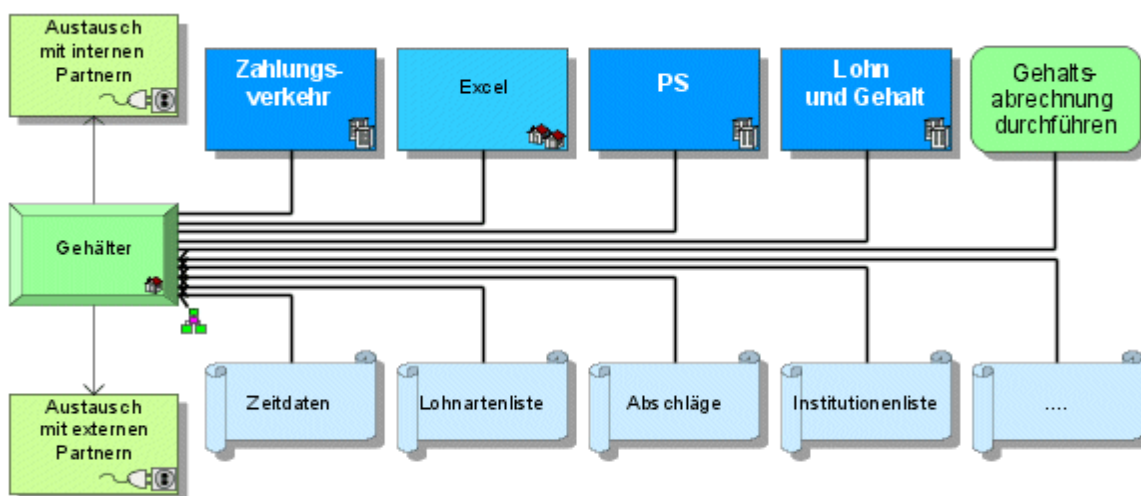 Austausch
mit internen
Partnern
Zahlungs-
verkehr
Excel
PS
Lohn
und Gehalt
Gehalts-
abrechnung
durchführen
Gehälter
Austausch
mit externen
Partnern
Zeitdaten
Lohnartenliste
Abschläge
Institutionenliste
....